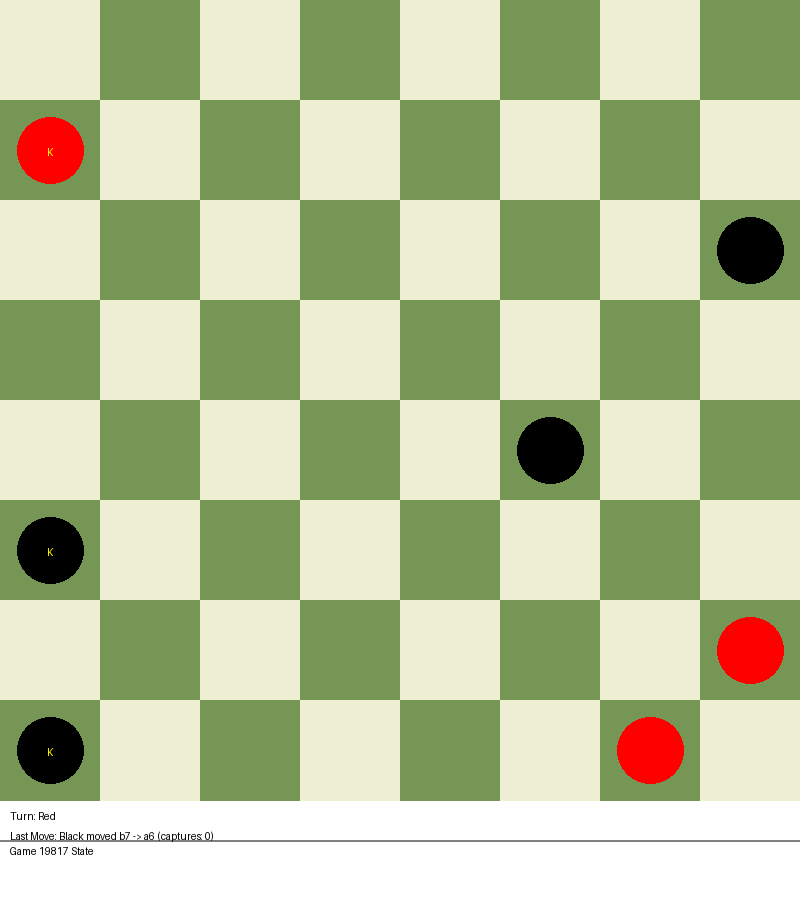 K
K
K
Turn: Red
Last Move: Black moved b7 -> a6 (captures: 0)
Game 19817 State